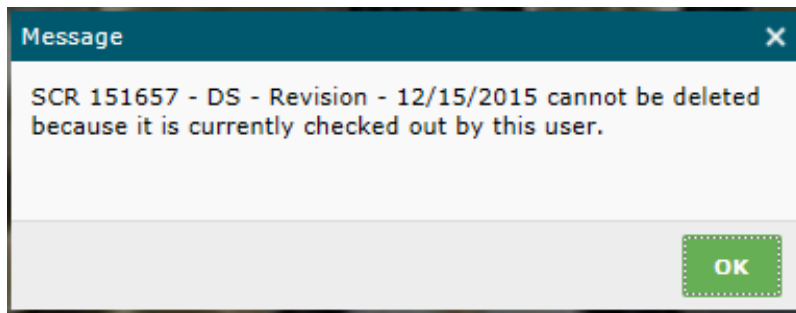 Message
SCR 151657 - DS - Revision - 12/15/2015 cannot be deleted
because it is currently checked out by this user.
OK